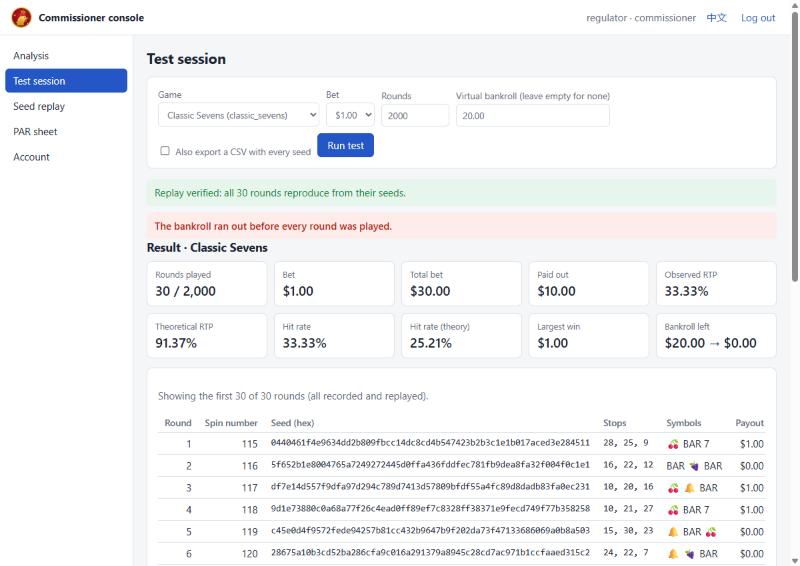 Commissioner console
regulator · commissioner 中文 Log out
Analysis
Test session
Seed replay
PAR sheet
Account
Test session
Game Bet Rounds Virtual bankroll (leave empty for none)
Classic Sevens (classic_sevens) $1.00 2000 20.00
Also export a CSV with every seed Run test
Replay verified: all 30 rounds reproduce from their seeds.
The bankroll ran out before every round was played.
Result · Classic Sevens
Rounds played Bet Total bet Paid out Observed RTP
30 / 2,000 $1.00 $30.00 $10.00 33.33%
Theoretical RTP Hit rate Hit rate (theory) Largest win Bankroll left
91.37% 33.33% 25.21% $1.00 $20.00 → $0.00
Showing the first 30 of 30 rounds (all recorded and replayed).
Round Spin number Seed (hex) Stops Symbols Payout
1 115 0440461f4e9634dd2b809fbcc14dc8cd4b547423b2b3c1e1b017aced3e284511 28, 25, 9 🍒 BAR 7 $1.00
2 116 5f652b1e8004765a7249272445d0ffa436fddfec781fb9dea8fa32f004f0c1e1 16, 22, 12 BAR 🍇 BAR $0.00
3 117 df7e14d557f9dfa97d294c789d7413d57809bfdf55a4fc89d8dadb83fa0ec231 10, 20, 16 🍒 🔔 BAR $1.00
4 118 9d1e73880c0a68a77f26c4ead0ff89ef7c8328ff38371e9fecd749f77b358258 10, 21, 27 🍒 BAR 7 $1.00
5 119 c45e0d4f9572fede94257b81cc432b9647b9f202da73f47133686069a0b8a503 15, 30, 23 🔔 BAR 🍒 $0.00
6 120 28675a10b3cd52ba286cfa9c016a291379a8945c28cd7ac971b1ccfaaed315c2 24, 22, 7 🔔 🍇 BAR $0.00